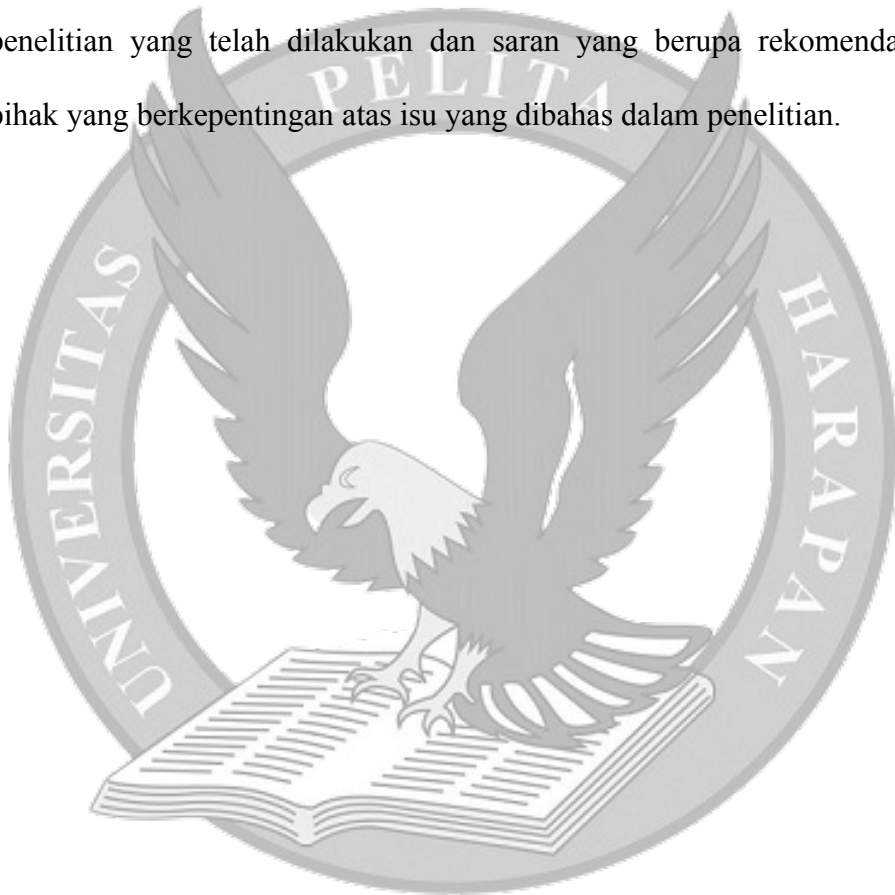 penelitian yang telah dilakukan dan saran yang berupa rekomenda
pihak yang berkepentingan atas isu yang dibahas dalam penelitian.
UNIVERSITAS PELITA HARAPAN